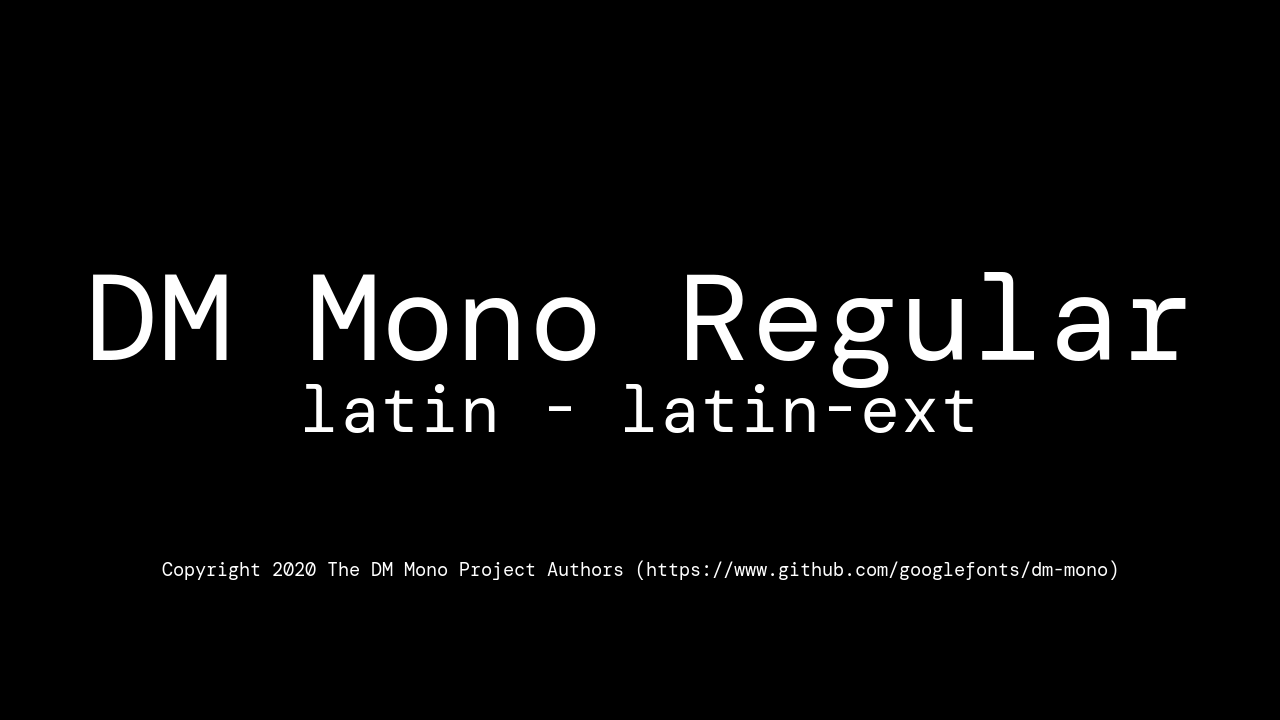 DM Mono Regular
latin - latin-ext
Copyright 2020 The DM Mono Project Authors (https://www.github.com/googlefonts/dm-mono)